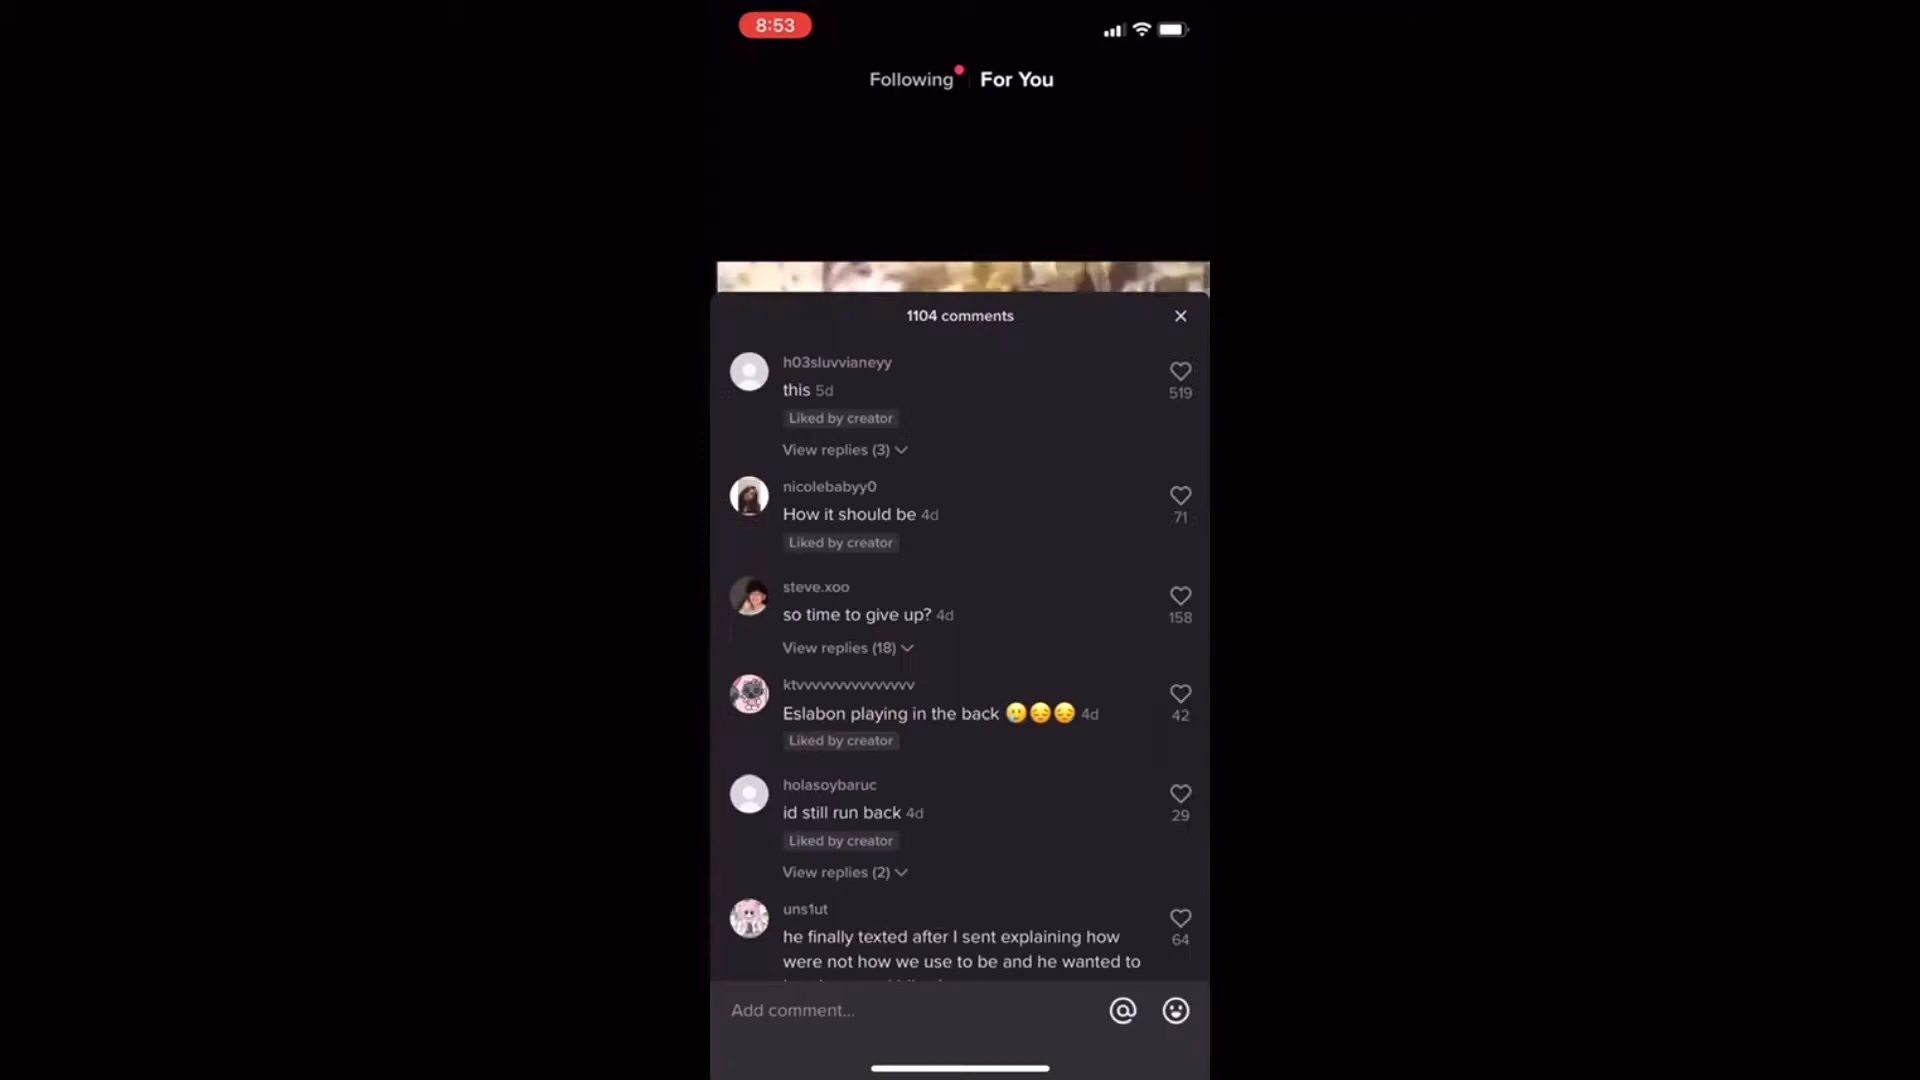 8:53
Following For You
1104 comments
h03sluvvianeyy
this 5d
519
Liked by creator
View replies (3)
nicolebabyy0
How it should be 4d
71
Liked by creator
steve.xoo
so time to give up? 4d
158
View replies (18)
ktvvvvvvvvvvvvvvv
Eslabon playing in the back 🥲😔😔 4d
42
Liked by creator
holasoybaruc
id still run back 4d
29
Liked by creator
View replies (2)
uns1ut
he finally texted after I sent explaining how
64
were not how we use to be and he wanted to
Add comment...